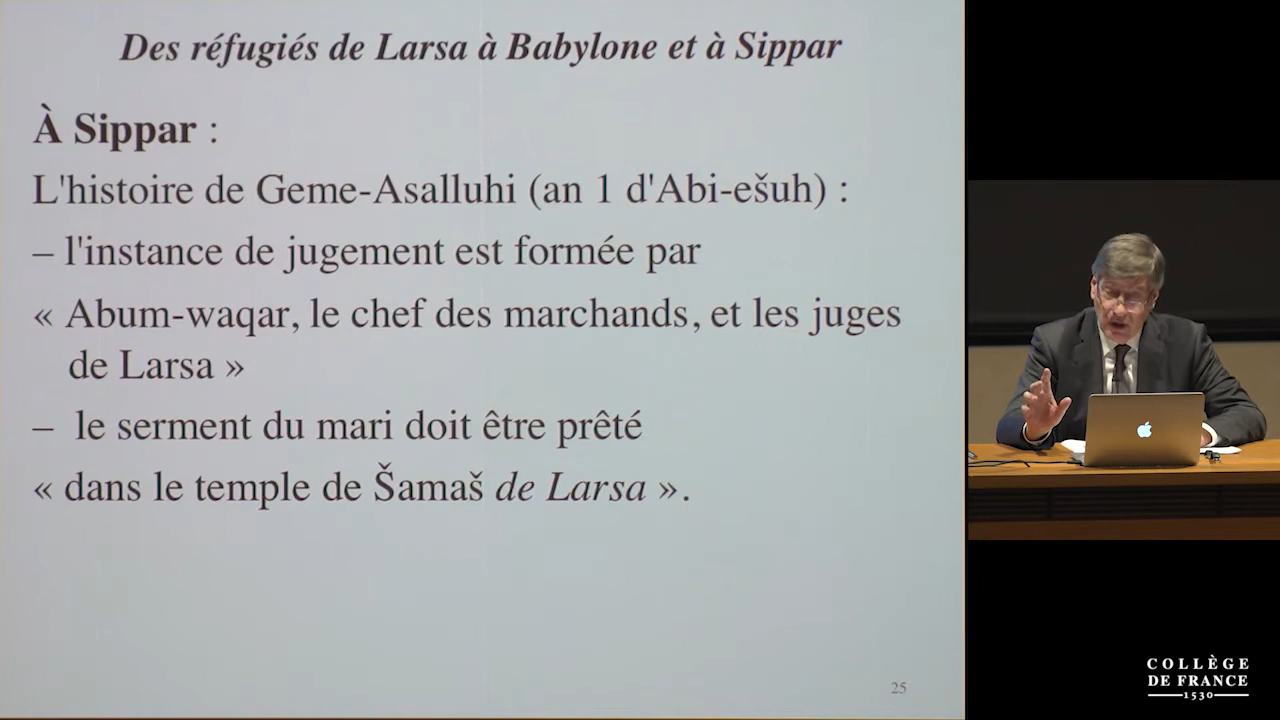 Des réfugiés de Larsa à Babylone et à Sippar
À Sippar :
L'histoire de Geme-Asalluhi (an 1 d'Abi-ešuh) :
– l'instance de jugement est formée par
« Abum-waqar, le chef des marchands, et les juges
de Larsa »
– le serment du mari doit être prêté
« dans le temple de Šamaš de Larsa ».
25
COLLÈGE
DE FRANCE
1530